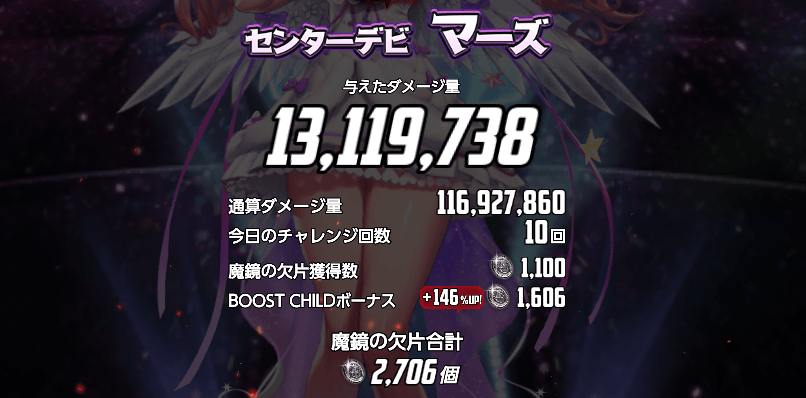 センターデビ マーズ
与えたダメージ量
13,119,738
通算ダメージ量 116,927,860
今日のチャレンジ回数 10回
魔鏡の欠片獲得数 1,100
BOOST CHILDボーナス +146%UP! 1,606
魔鏡の欠片合計
2,706個